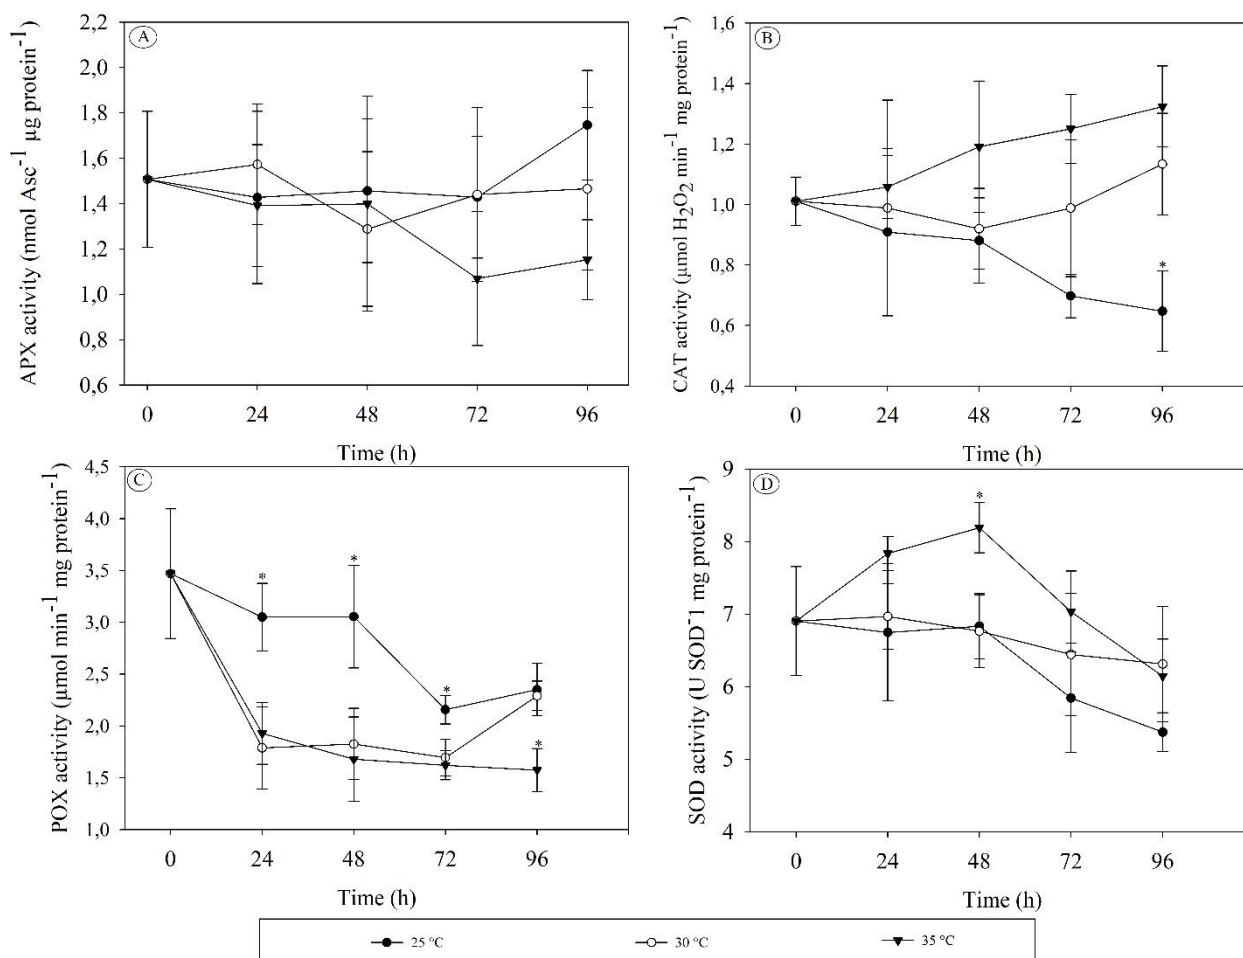 A
APX activity (nmol Asc⁻¹ µg protein⁻¹)
2,2
2,0
1,8
1,6
1,4
1,2
1,0
0,8
0,6
0 24 48 72 96
Time (h)
B
CAT activity (µmol H₂O₂ min⁻¹ mg protein⁻¹)
1,6
1,4
1,2
1,0
0,8
0,6
0,4
*
0 24 48 72 96
Time (h)
C
POX activity (µmol min⁻¹ mg protein⁻¹)
4,5
4,0
3,5
3,0
2,5
2,0
1,5
1,0
* * * *
0 24 48 72 96
Time (h)
D
SOD activity (U SOD⁻1 mg protein⁻¹)
9
8
7
6
5
4
*
0 24 48 72 96
Time (h)
25 ºC 30 ºC 35 ºC